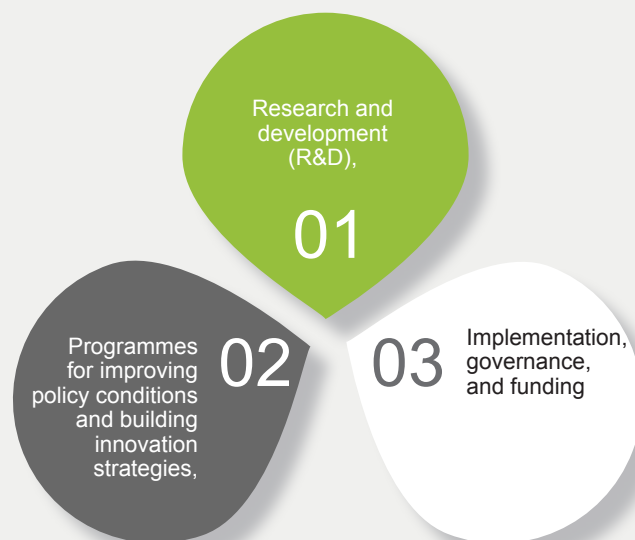 Research and
development
(R&D),
01
Programmes
for improving
policy conditions
and building
innovation
strategies,
02
03
Implementation,
governance,
and funding